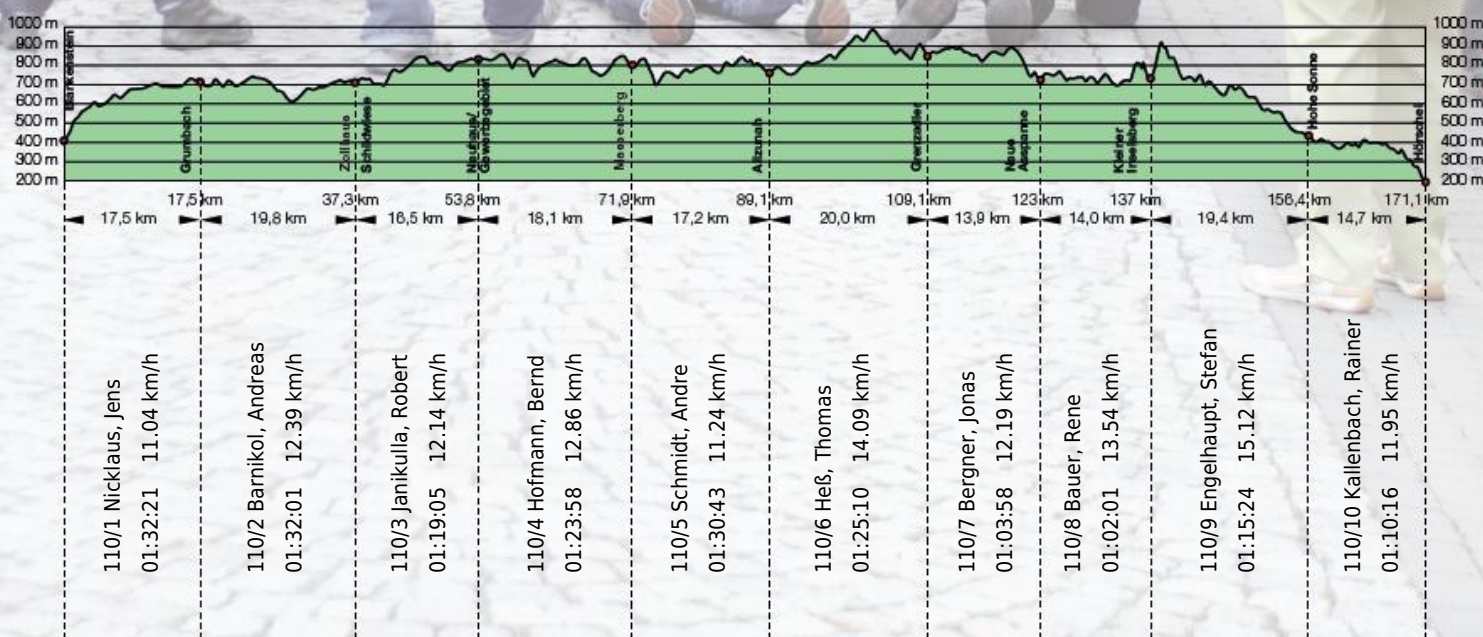 1000 m
900 m
800 m
700 m
600 m
500 m
400 m
300 m
200 m
1000 m
900 m
800 m
700 m
600 m
500 m
400 m
300 m
200 m
Blankenstein
Grumbach
Zollhaus
Schildwiese
Neuhaus/
Masserberg
Allzunah
Grenzadler
Neue
Ausspanne
Kleiner
Inselsberg
Hohe Sonne
Hörschel
17,5 km
37,3 km
53,8 km
71,9 km
89,1 km
109,1 km
123 km
137 km
156,4 km
171,1 km
17,5 km
19,8 km
16,5 km
18,1 km
17,2 km
20,0 km
13,9 km
14,0 km
19,4 km
14,7 km
110/1 Nicklaus, Jens
01:32:21 11.04 km/h
110/2 Barnikol, Andreas
01:32:01 12.39 km/h
110/3 Janikulla, Robert
01:19:05 12.14 km/h
110/4 Hofmann, Bernd
01:23:58 12.86 km/h
110/5 Schmidt, Andre
01:30:43 11.24 km/h
110/6 Heß, Thomas
01:25:10 14.09 km/h
110/7 Bergner, Jonas
01:03:58 12.19 km/h
110/8 Bauer, Rene
01:02:01 13.54 km/h
110/9 Engelhaupt, Stefan
01:15:24 15.12 km/h
110/10 Kallenbach, Rainer
01:10:16 11.95 km/h